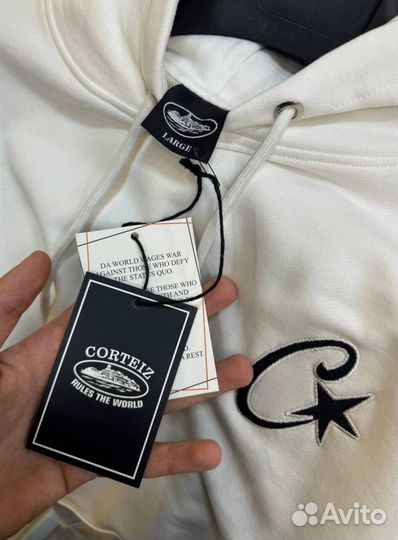 LARGE
DA WORLD WAGES WAR
AGAINST THOSE WHO DEFY
THE STATES QUO.
THOSE WHO
AND
REST.
CORTEIZ
RULES THE WORLD
C
Avito